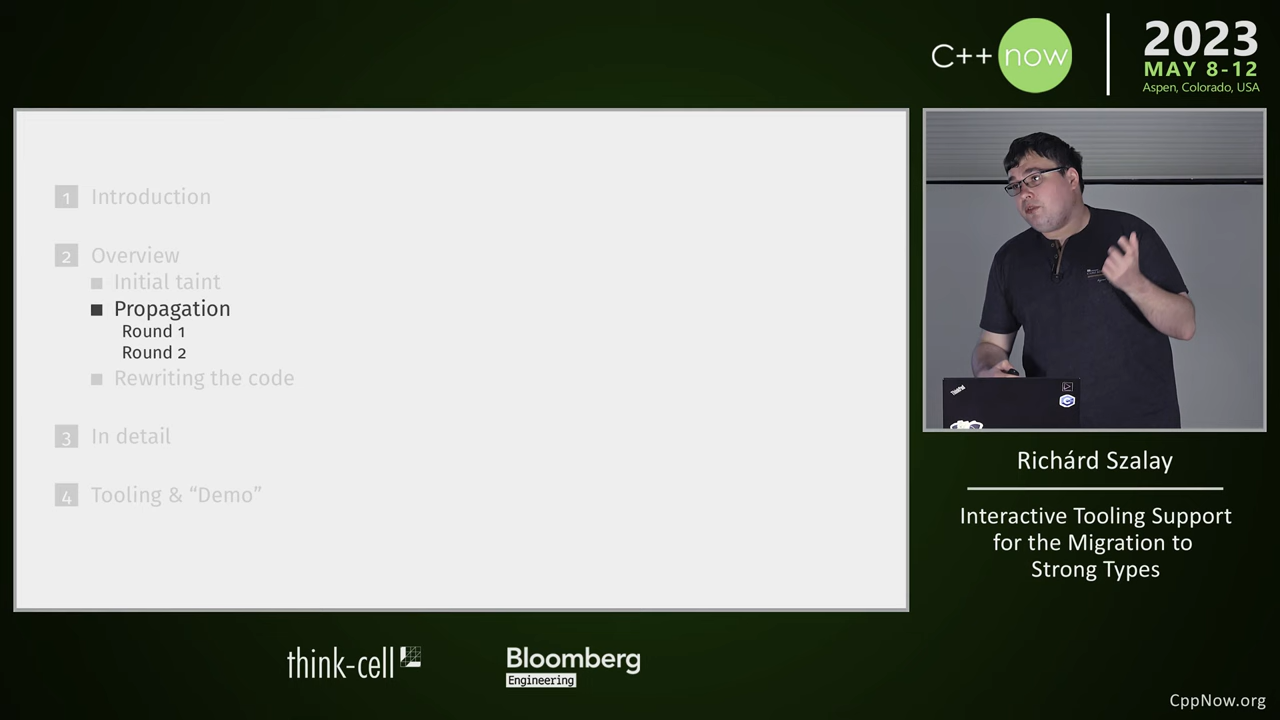 C++ now
2023
MAY 8-12
Aspen, Colorado, USA
1 Introduction
2 Overview
Initial taint
Propagation
Round 1
Round 2
Rewriting the code
3 In detail
4 Tooling & “Demo”
ThinkPad
Richárd Szalay
Interactive Tooling Support
for the Migration to
Strong Types
think-cell
Bloomberg
Engineering
CppNow.org